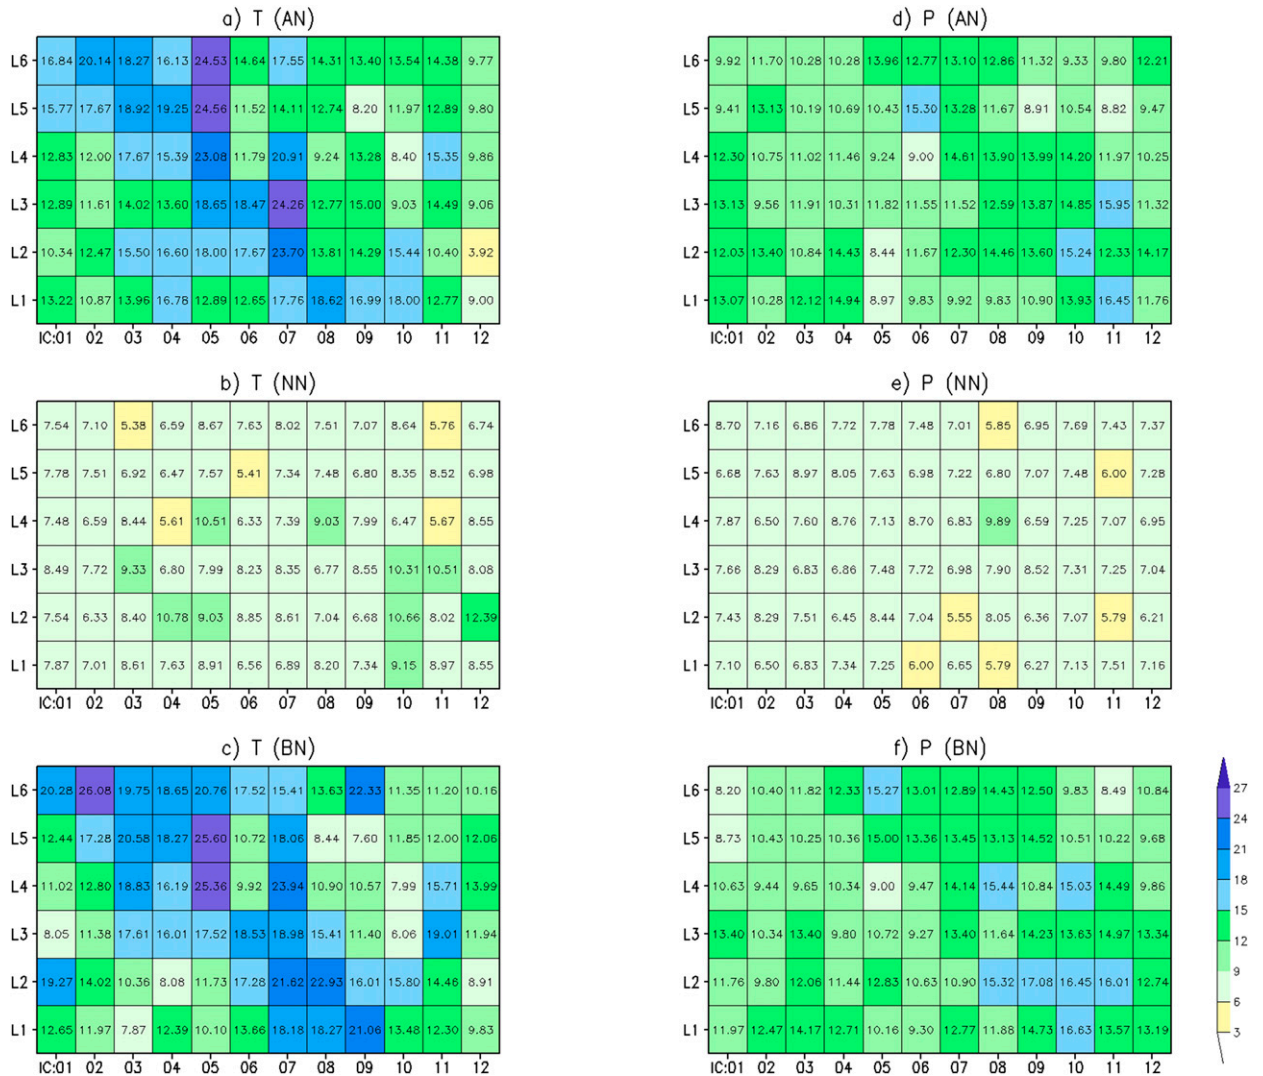 a) T (AN)
L6 16.84 20.14 18.27 16.13 24.53 14.64 17.55 14.31 13.40 13.54 14.38 9.77
L5 15.77 17.67 18.92 19.25 24.56 11.52 14.11 12.74 8.20 11.97 12.89 9.80
L4 12.83 12.00 17.67 15.39 23.08 11.79 20.91 9.24 13.28 8.40 15.35 9.86
L3 12.89 11.61 14.02 13.60 18.65 18.47 24.26 12.77 15.00 9.03 14.49 9.06
L2 10.34 12.47 15.50 16.60 18.00 17.67 23.70 13.81 14.29 15.44 10.40 3.92
L1 13.22 10.87 13.96 16.78 12.89 12.65 17.76 18.62 16.99 18.00 12.77 9.00
IC:01 02 03 04 05 06 07 08 09 10 11 12
d) P (AN)
L6 9.92 11.70 10.28 10.28 13.96 12.77 13.10 12.86 11.32 9.33 9.80 12.21
L5 9.41 13.13 10.19 10.69 10.43 15.30 13.28 11.67 8.91 10.54 8.82 9.47
L4 12.30 10.75 11.02 11.46 9.24 9.00 14.61 13.90 13.99 14.20 11.97 10.25
L3 13.13 9.56 11.91 10.31 11.82 11.55 11.52 12.59 13.87 14.85 15.95 11.32
L2 12.03 13.40 10.84 14.43 8.44 11.67 12.30 14.46 13.60 15.24 12.33 14.17
L1 13.07 10.28 12.12 14.94 8.97 9.83 9.92 9.83 10.90 13.93 16.45 11.76
IC:01 02 03 04 05 06 07 08 09 10 11 12
b) T (NN)
L6 7.54 7.10 5.38 6.59 8.67 7.63 8.02 7.51 7.07 8.64 5.76 6.74
L5 7.78 7.51 6.92 6.47 7.57 5.41 7.34 7.48 6.80 8.35 8.52 6.98
L4 7.48 6.59 8.44 5.61 10.51 6.33 7.39 9.03 7.99 6.47 5.67 8.55
L3 8.49 7.72 9.33 6.80 7.99 8.23 8.35 6.77 8.55 10.31 10.51 8.08
L2 7.54 6.33 8.40 10.78 9.03 8.85 8.61 7.04 6.68 10.66 8.02 12.39
L1 7.87 7.01 8.61 7.63 8.91 6.56 6.89 8.20 7.34 9.15 8.97 8.55
IC:01 02 03 04 05 06 07 08 09 10 11 12
e) P (NN)
L6 8.70 7.16 6.86 7.72 7.78 7.48 7.01 5.85 6.95 7.69 7.43 7.37
L5 6.68 7.63 8.97 8.05 7.63 6.98 7.22 6.80 7.07 7.48 6.00 7.28
L4 7.87 6.50 7.60 8.76 7.13 8.70 6.83 9.89 6.59 7.25 7.07 6.95
L3 7.66 8.29 6.83 6.86 7.48 7.72 6.98 7.90 8.52 7.31 7.25 7.04
L2 7.43 8.29 7.51 6.45 8.44 7.04 5.55 8.05 6.36 7.07 5.79 6.21
L1 7.10 6.50 6.83 7.34 7.25 6.00 6.65 5.79 6.27 7.13 7.51 7.16
IC:01 02 03 04 05 06 07 08 09 10 11 12
c) T (BN)
L6 20.28 26.08 19.75 18.65 20.76 17.52 15.41 13.63 22.33 11.35 11.20 10.16
L5 12.44 17.28 20.58 18.27 25.60 10.72 18.06 8.44 7.60 11.85 12.00 12.06
L4 11.02 12.80 18.83 16.19 25.36 9.92 23.94 10.90 10.57 7.99 15.71 13.99
L3 8.05 11.38 17.61 16.01 17.52 18.53 18.98 15.41 11.40 6.06 19.01 11.94
L2 19.27 14.02 10.36 8.08 11.73 17.28 21.62 22.93 16.01 15.80 14.46 8.91
L1 12.65 11.97 7.87 12.39 10.10 13.66 18.18 18.27 21.06 13.48 12.30 9.83
IC:01 02 03 04 05 06 07 08 09 10 11 12
f) P (BN)
L6 8.20 10.40 11.82 12.33 15.27 13.01 12.89 14.43 12.50 9.83 8.49 10.84
L5 8.73 10.43 10.25 10.36 15.00 13.36 13.45 13.13 14.52 10.51 10.22 9.68
L4 10.63 9.44 9.65 10.34 9.00 9.47 14.14 15.44 10.84 15.03 14.49 9.86
L3 13.40 10.34 13.40 9.80 10.72 9.27 13.40 11.64 14.23 13.63 14.97 13.34
L2 11.76 9.80 12.06 11.44 12.83 10.63 10.90 15.32 17.08 16.45 16.01 12.74
L1 11.97 12.47 14.17 12.71 10.16 9.30 12.77 11.88 14.73 16.63 13.57 13.19
IC:01 02 03 04 05 06 07 08 09 10 11 12
27
24
21
18
15
12
9
6
3